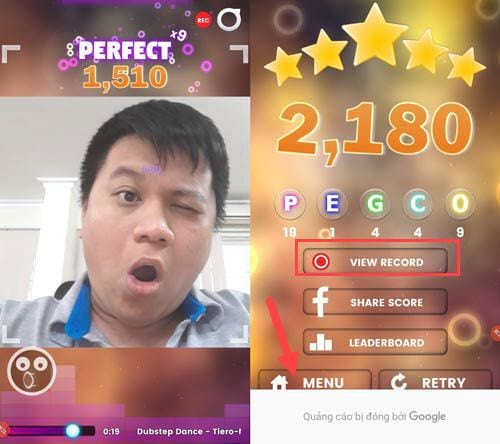 REC
x9
PERFECT
1,510
0:19
Dubstep Dance - Tiero-
2,180
P E G C O
19 1 4 4 9
VIEW RECORD
SHARE SCORE
LEADERBOARD
MENU
RETRY
Quảng cáo bị đóng bởi Google